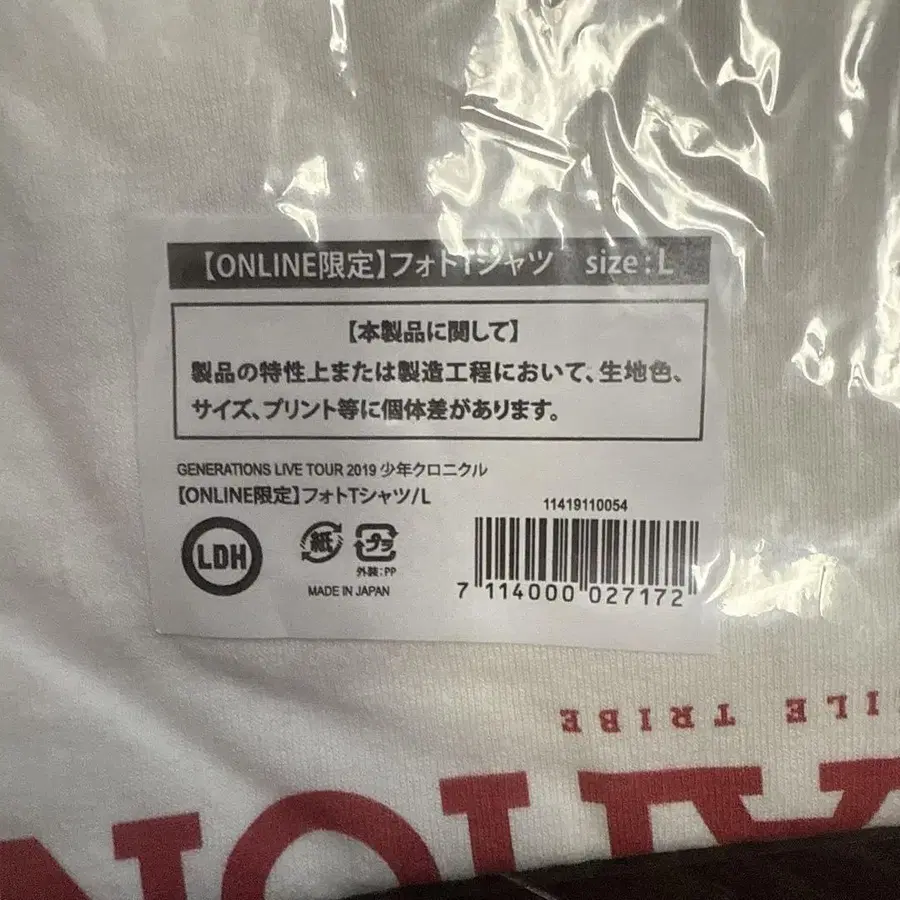 【ONLINE限定】フォトTシャツ size : L
【本製品に関して】
製品の特性上または製造工程において、生地色、
サイズ、プリント等に個体差があります。
GENERATIONS LIVE TOUR 2019 少年クロニクル
【ONLINE限定】フォトTシャツ/L
11419110054
LDH
紙
プラ
外装:PP
MADE IN JAPAN
7 114000 027172
ILE TRIBE